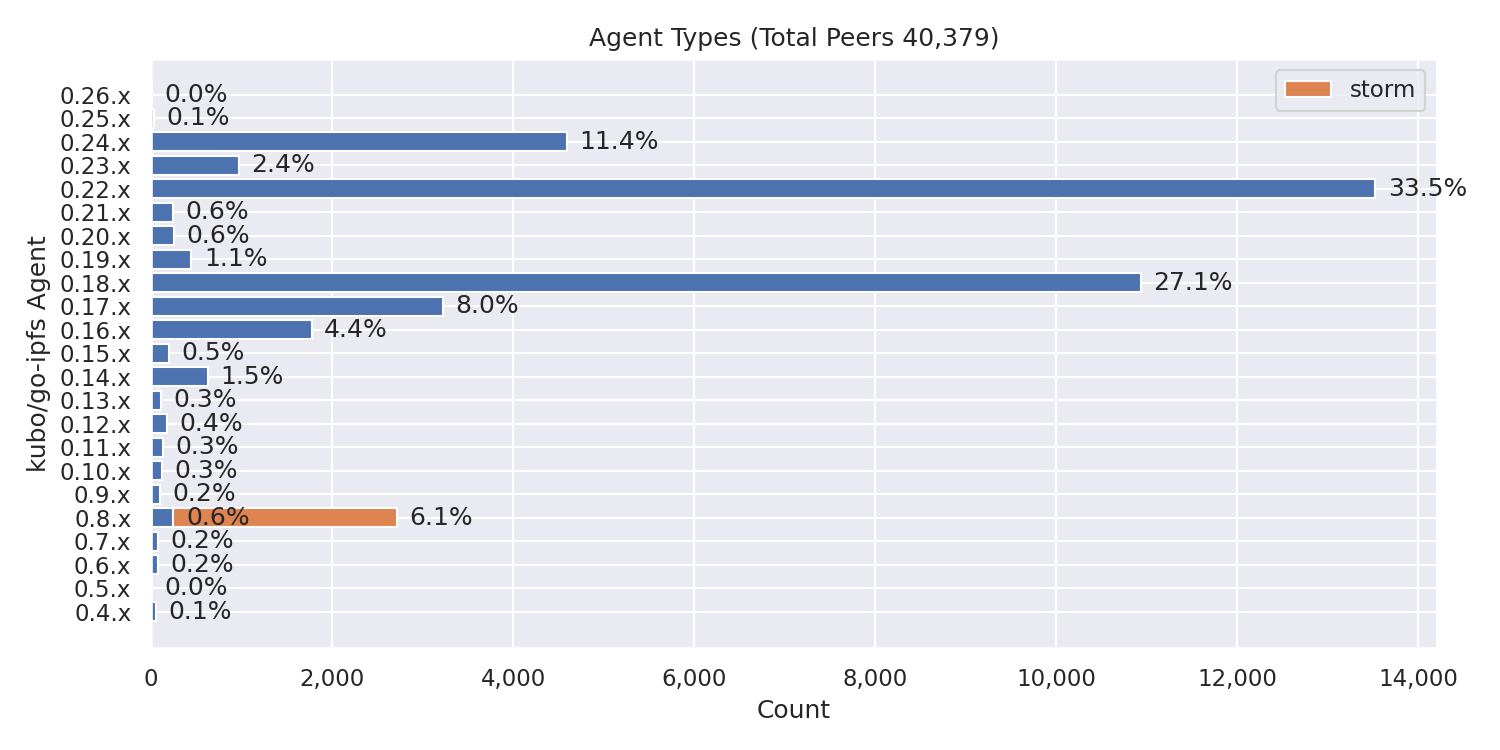 Agent Types (Total Peers 40,379)
storm
kubo/go-ipfs Agent
0.26.x 0.0%
0.25.x 0.1%
0.24.x 11.4%
0.23.x 2.4%
0.22.x 33.5%
0.21.x 0.6%
0.20.x 0.6%
0.19.x 1.1%
0.18.x 27.1%
0.17.x 8.0%
0.16.x 4.4%
0.15.x 0.5%
0.14.x 1.5%
0.13.x 0.3%
0.12.x 0.4%
0.11.x 0.3%
0.10.x 0.3%
0.9.x 0.2%
0.8.x 0.6% 6.1%
0.7.x 0.2%
0.6.x 0.2%
0.5.x 0.0%
0.4.x 0.1%
0 2,000 4,000 6,000 8,000 10,000 12,000 14,000
Count